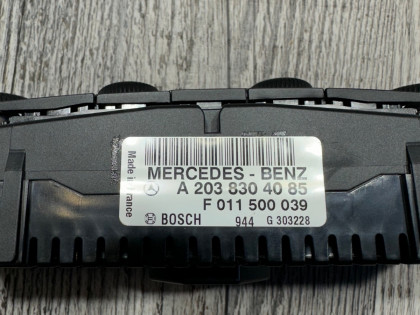 Made in France
MERCEDES - BENZ
A 203 830 40 85
F 011 500 039
BOSCH 944 G 303228